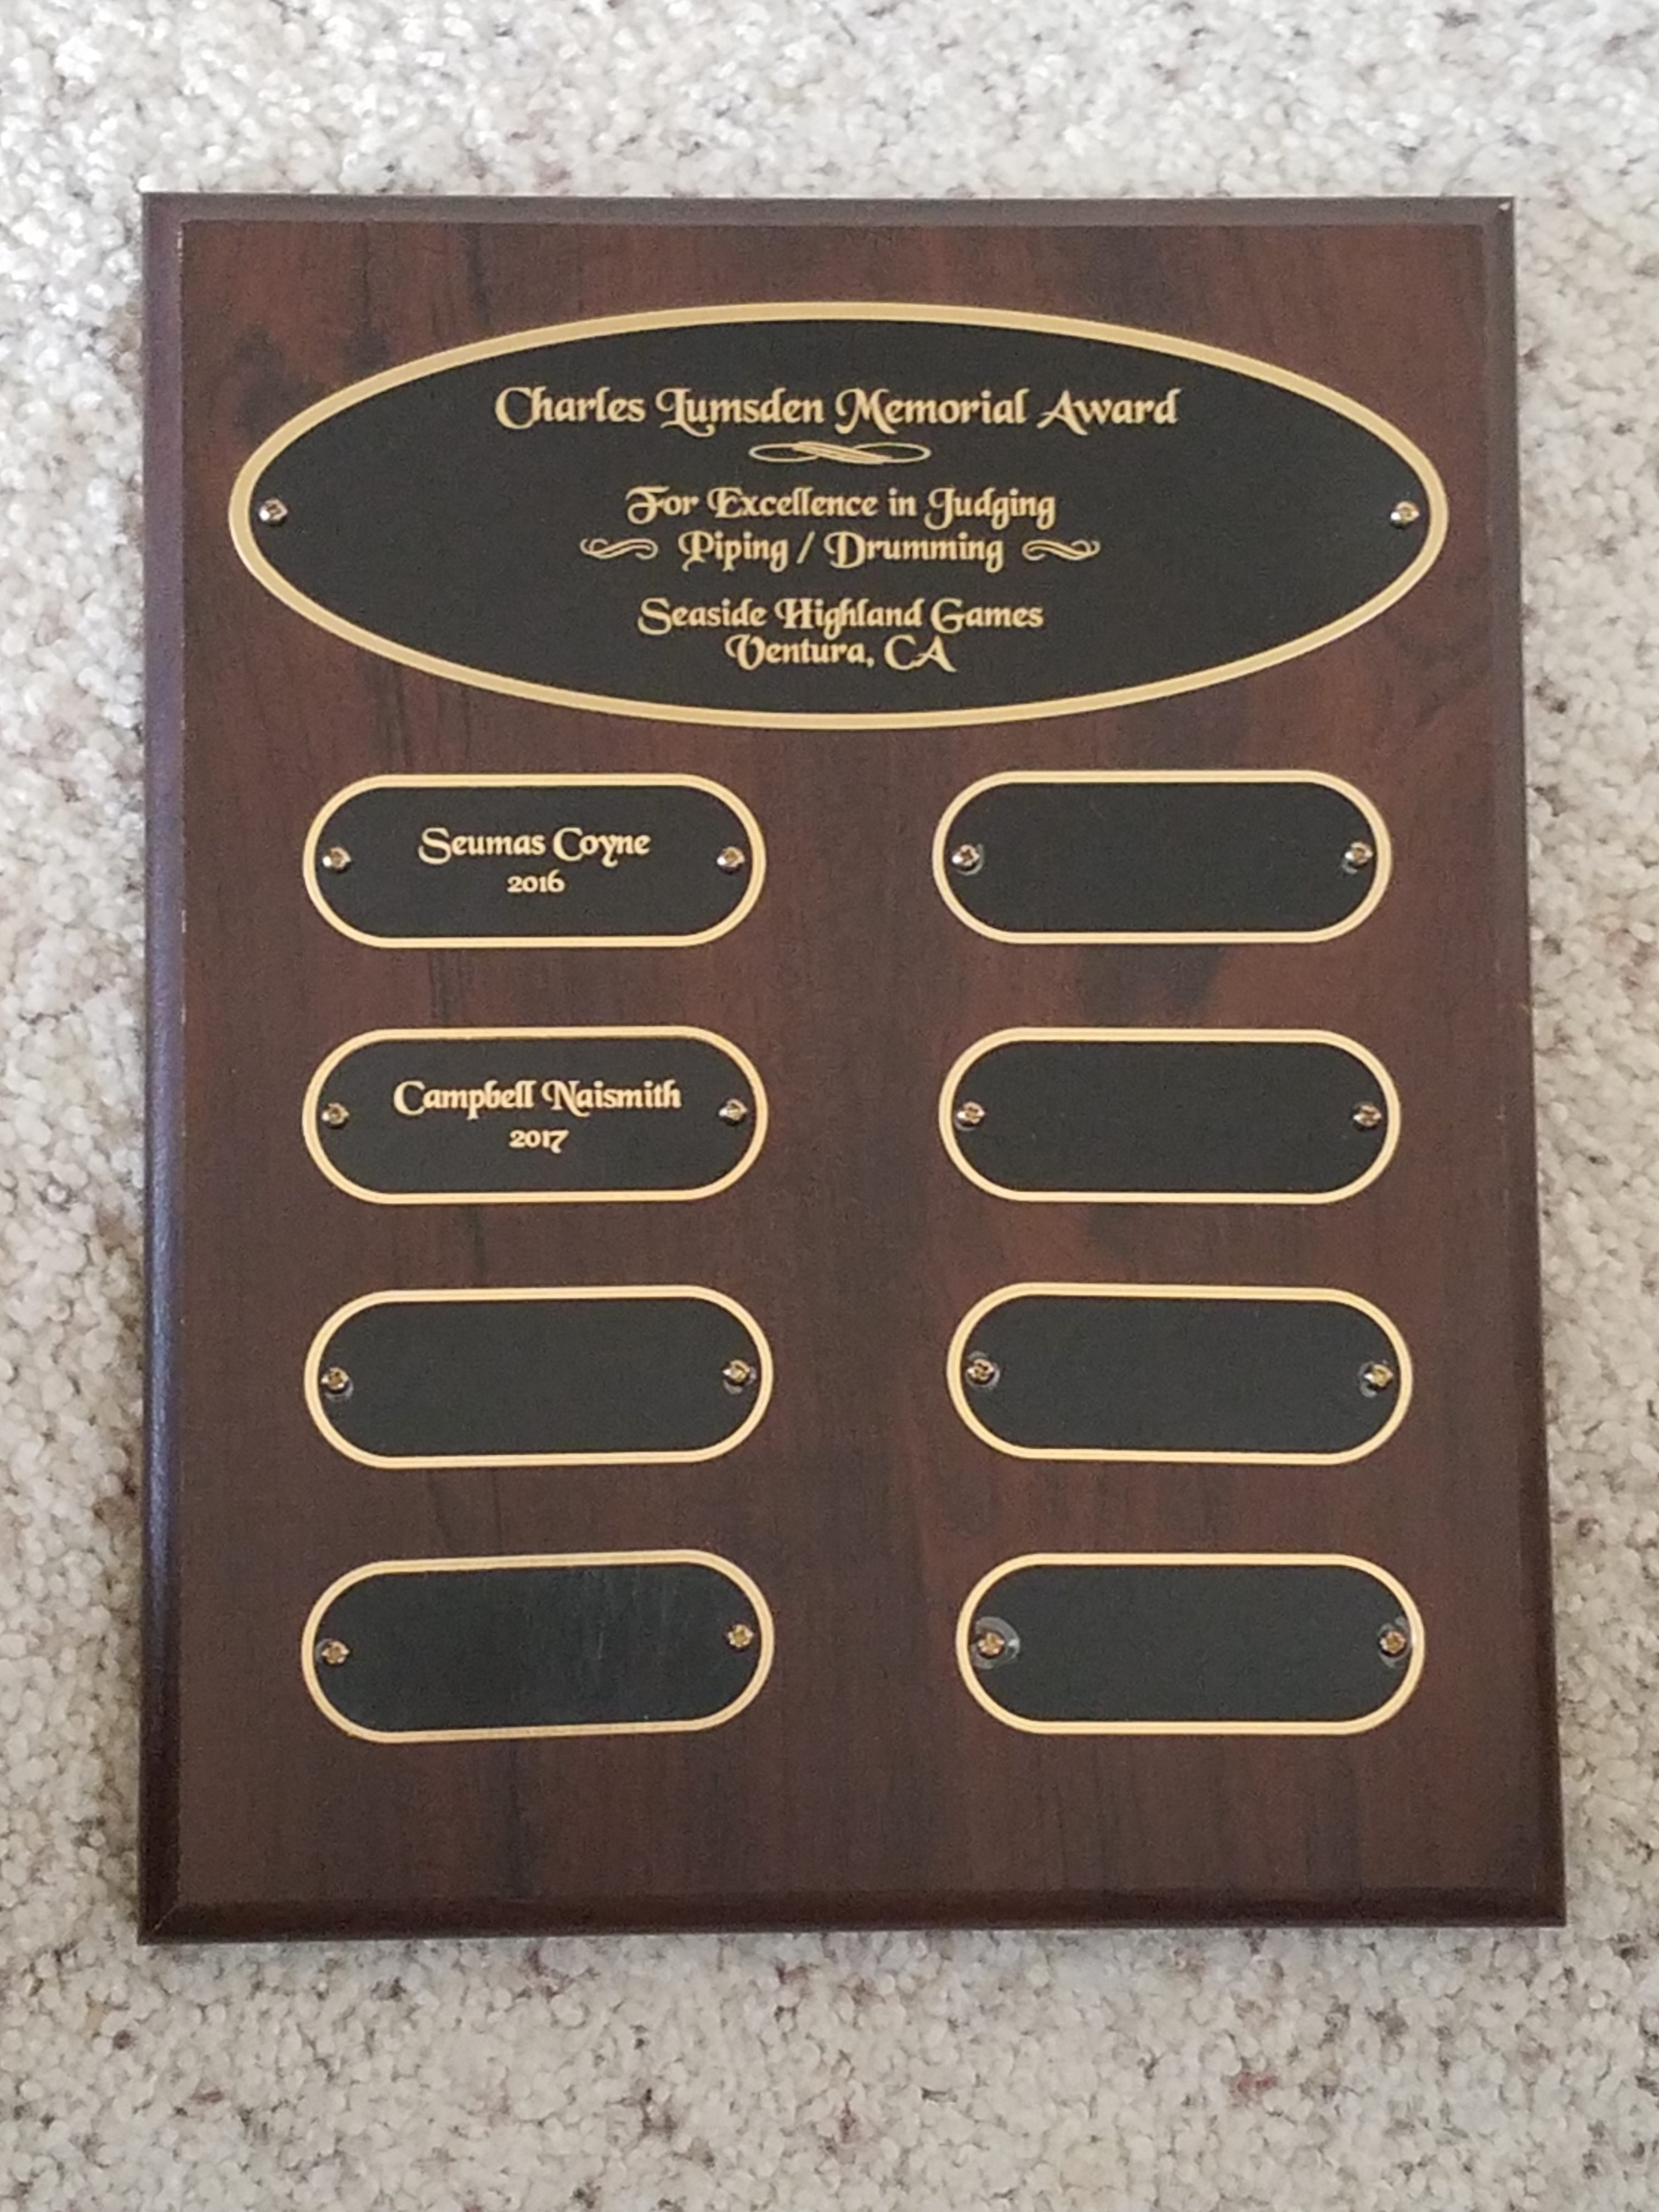 Charles Lumsden Memorial Award
For Excellence in Judging
Piping / Drumming
Seaside Highland Games
Ventura, CA
Seumas Coyne
2016
Campbell Naismith
2017